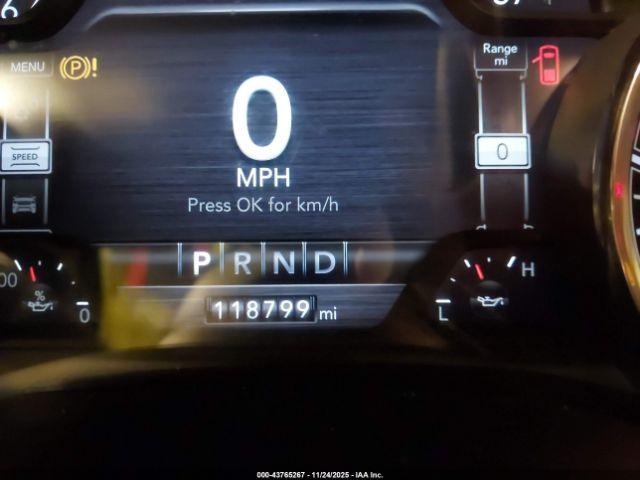 MENU
P!
Range
mi
0
SPEED
0
MPH
Press OK for km/h
P R N D
%
0
H
118799 mi
L
000-43765267 - 11/24/2025 - IAA Inc.